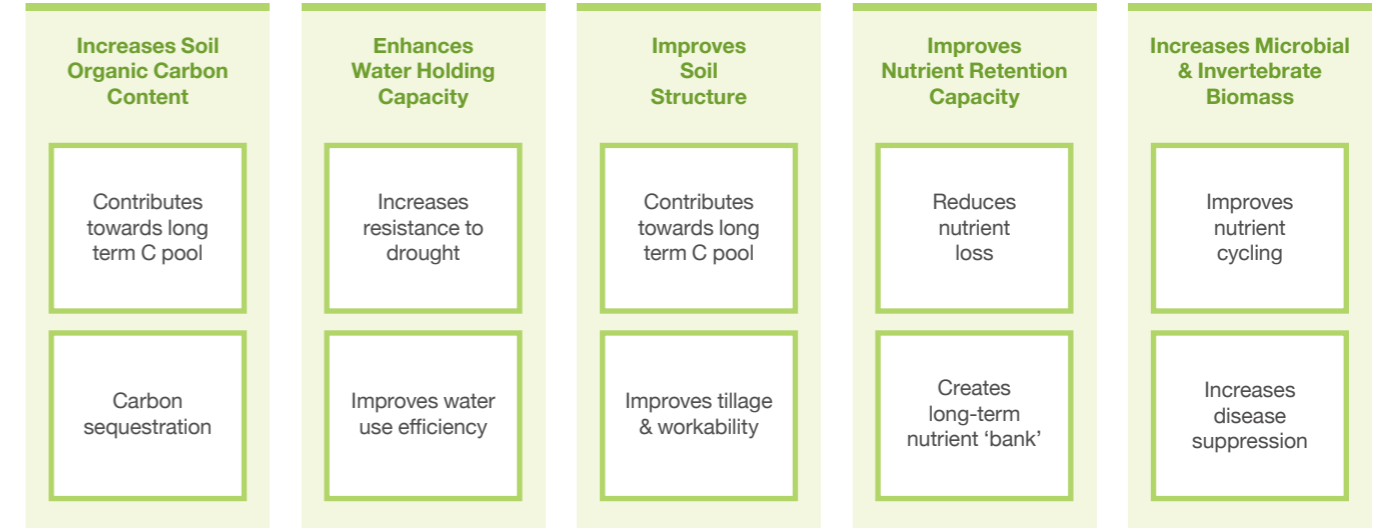 Increases Soil
Organic Carbon
Content
Contributes
towards long
term C pool
Carbon
sequestration
Enhances
Water Holding
Capacity
Increases
resistance to
drought
Improves water
use efficiency
Improves
Soil
Structure
Contributes
towards long
term C pool
Improves tillage
& workability
Improves
Nutrient Retention
Capacity
Reduces
nutrient
loss
Creates
long-term
nutrient ‘bank’
Increases Microbial
& Invertebrate
Biomass
Improves
nutrient
cycling
Increases
disease
suppression